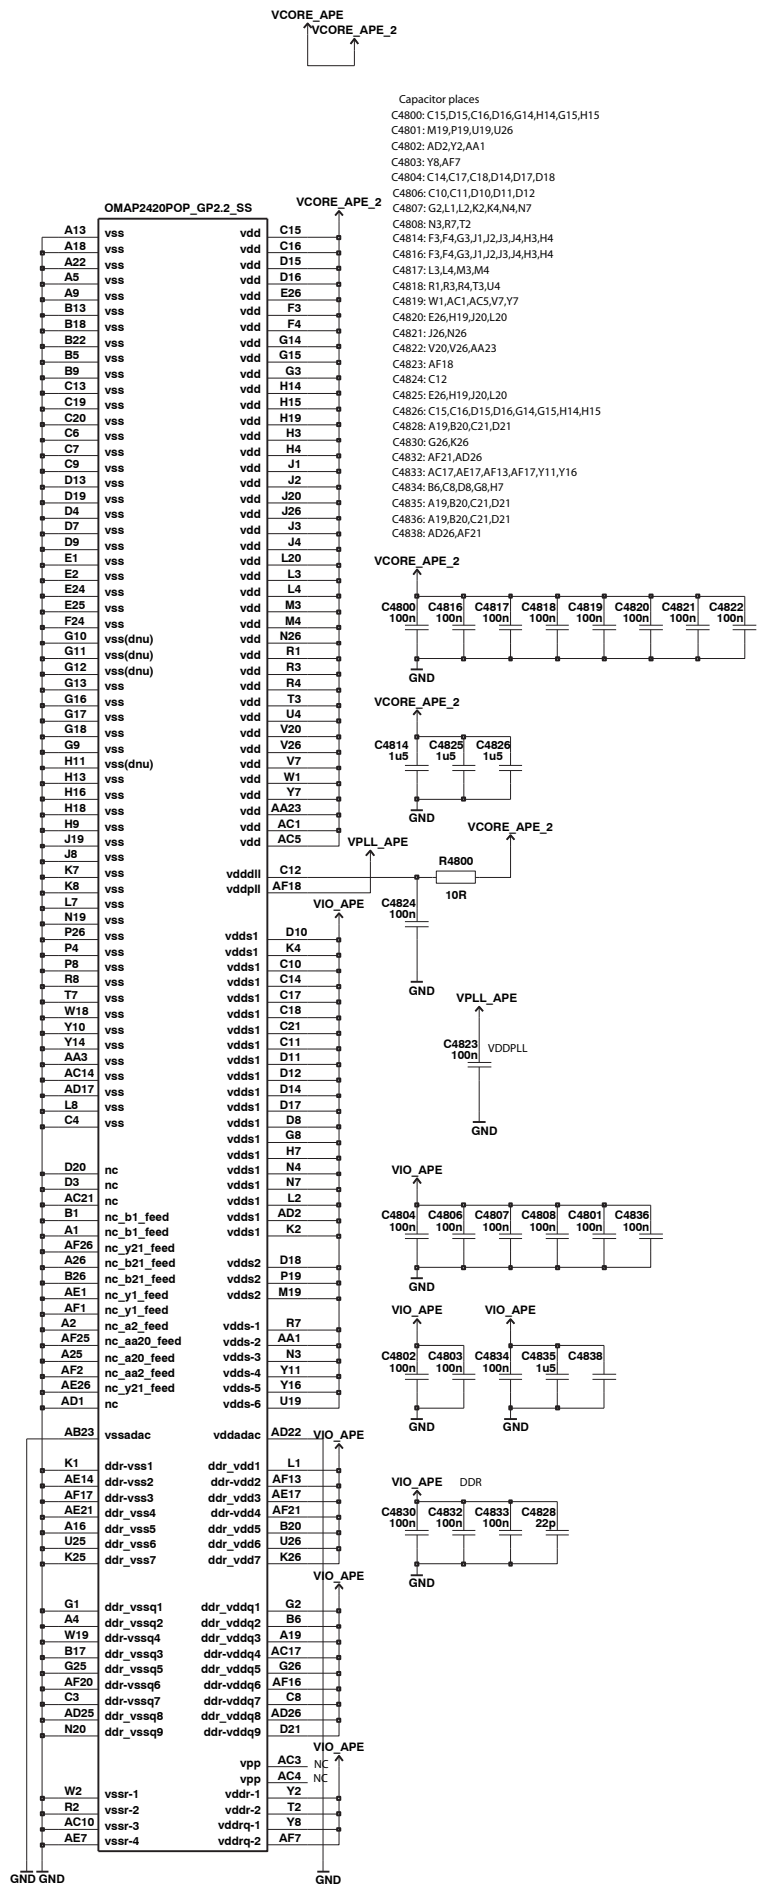 VCORE_APE
VCORE_APE_2
Capacitor places
C4800: C15,D15,C16,D16,G14,H14,G15,H15
C4801: M19,P19,U19,U26
C4802: AD2,Y2,AA1
C4803: Y8,AF7
C4804: C14,C17,C18,D14,D17,D18
C4806: C10,C11,D10,D11,D12
C4807: G2,L1,L2,K2,K4,N4,N7
C4808: N3,R7,T2
C4814: F3,F4,G3,J1,J2,J3,J4,H3,H4
C4816: F3,F4,G3,J1,J2,J3,J4,H3,H4
C4817: L3,L4,M3,M4
C4818: R1,R3,R4,T3,U4
C4819: W1,AC1,AC5,V7,Y7
C4820: E26,H19,J20,L20
C4821: J26,N26
C4822: V20,V26,AA23
C4823: AF18
C4824: C12
C4825: E26,H19,J20,L20
C4826: C15,C16,D15,D16,G14,G15,H14,H15
C4828: A19,B20,C21,D21
C4830: G26,K26
C4832: AF21,AD26
C4833: AC17,AE17,AF13,AF17,Y11,Y16
C4834: B6,C8,D8,G8,H7
C4835: A19,B20,C21,D21
C4836: A19,B20,C21,D21
C4838: AD26,AF21
OMAP2420POP_GP2.2_SS VCORE_APE_2
A13 vss vdd C15
A18 vss vdd C16
A22 vss vdd D15
A5 vss vdd D16
A9 vss vdd E26
B13 vss vdd F3
B18 vss vdd F4
B22 vss vdd G14
B5 vss vdd G15
B9 vss vdd G3
C13 vss vdd H14
C19 vss vdd H15
C20 vss vdd H19
C6 vss vdd H3
C7 vss vdd H4
C9 vss vdd J1
D13 vss vdd J2
D19 vss vdd J20
D4 vss vdd J26
D7 vss vdd J3
D9 vss vdd J4
E1 vss vdd L20
E2 vss vdd L3
E24 vss vdd L4
E25 vss vdd M3
F24 vss vdd M4
G10 vss(dnu) vdd N26
G11 vss(dnu) vdd R1
G12 vss(dnu) vdd R3
G13 vss vdd R4
G16 vss vdd T3
G17 vss vdd U4
G18 vss vdd V20
G9 vss vdd V26
H11 vss(dnu) vdd V7
H13 vss vdd W1
H16 vss vdd Y7
H18 vss vdd AA23
H9 vss vdd AC1
J19 vss vdd AC5
J8 vss
VPLL_APE
K7 vss vdddll C12
K8 vss vddpll AF18
L7 vss
VIO_APE
N19 vss
P26 vss vdds1 D10
P4 vss vdds1 K4
P8 vss vdds1 C10
R8 vss vdds1 C14
T7 vss vdds1 C17
W18 vss vdds1 C18
Y10 vss vdds1 C21
Y14 vss vdds1 C11
AA3 vss vdds1 D11
AC14 vss vdds1 D12
AD17 vss vdds1 D14
L8 vss vdds1 D17
C4 vss vdds1 D8
vdds1 G8
vdds1 H7
D20 nc vdds1 N4
D3 nc vdds1 N7
AC21 nc vdds1 L2
B1 nc_b1_feed vdds1 AD2
A1 nc_b1_feed vdds1 K2
AF26 nc_y21_feed
A26 nc_b21_feed vdds2 D18
B26 nc_b21_feed vdds2 P19
AE1 nc_y1_feed vdds2 M19
AF1 nc_y1_feed
A2 nc_a2_feed vdds-1 R7
AF25 nc_aa20_feed vdds-2 AA1
A25 nc_a20_feed vdds-3 N3
AF2 nc_aa2_feed vdds-4 Y11
AE26 nc_y21_feed vdds-5 Y16
AD1 nc vdds-6 U19
AB23 vssadac vddadac AD22
VIO_APE
K1 ddr-vss1 ddr_vdd1 L1
AE14 ddr-vss2 ddr-vdd2 AF13
AF17 ddr-vss3 ddr_vdd3 AE17
AE21 ddr_vss4 ddr-vdd4 AF21
A16 ddr_vss5 ddr_vdd5 B20
U25 ddr_vss6 ddr_vdd6 U26
K25 ddr_vss7 ddr_vdd7 K26
VIO_APE
G1 ddr_vssq1 ddr_vddq1 G2
A4 ddr_vssq2 ddr_vddq2 B6
W19 ddr-vssq4 ddr_vddq3 A19
B17 ddr_vssq3 ddr-vddq4 AC17
G25 ddr_vssq5 ddr_vddq5 G26
AF20 ddr-vssq6 ddr-vddq6 AF16
C3 ddr-vssq7 ddr-vddq7 C8
AD25 ddr_vssq8 ddr_vddq8 AD26
N20 ddr_vssq9 ddr-vddq9 D21
VIO_APE
vpp AC3 NC
vpp AC4 NC
W2 vssr-1 vddr-1 Y2
R2 vssr-2 vddr-2 T2
AC10 vssr-3 vddrq-1 Y8
AE7 vssr-4 vddrq-2 AF7
GND GND GND
VCORE_APE_2
C4800 C4816 C4817 C4818 C4819 C4820 C4821 C4822
100n 100n 100n 100n 100n 100n 100n 100n
GND
VCORE_APE_2
C4814 C4825 C4826
1u5 1u5 1u5
GND
VCORE_APE_2
R4800
10R
C4824
100n
GND
VPLL_APE
C4823 VDDPLL
100n
GND
VIO_APE
C4804 C4806 C4807 C4808 C4801 C4836
100n 100n 100n 100n 100n 100n
GND
VIO_APE VIO_APE
C4802 C4803 C4834 C4835 C4838
100n 100n 100n 1u5
GND GND
VIO_APE DDR
C4830 C4832 C4833 C4828
100n 100n 100n 22p
GND